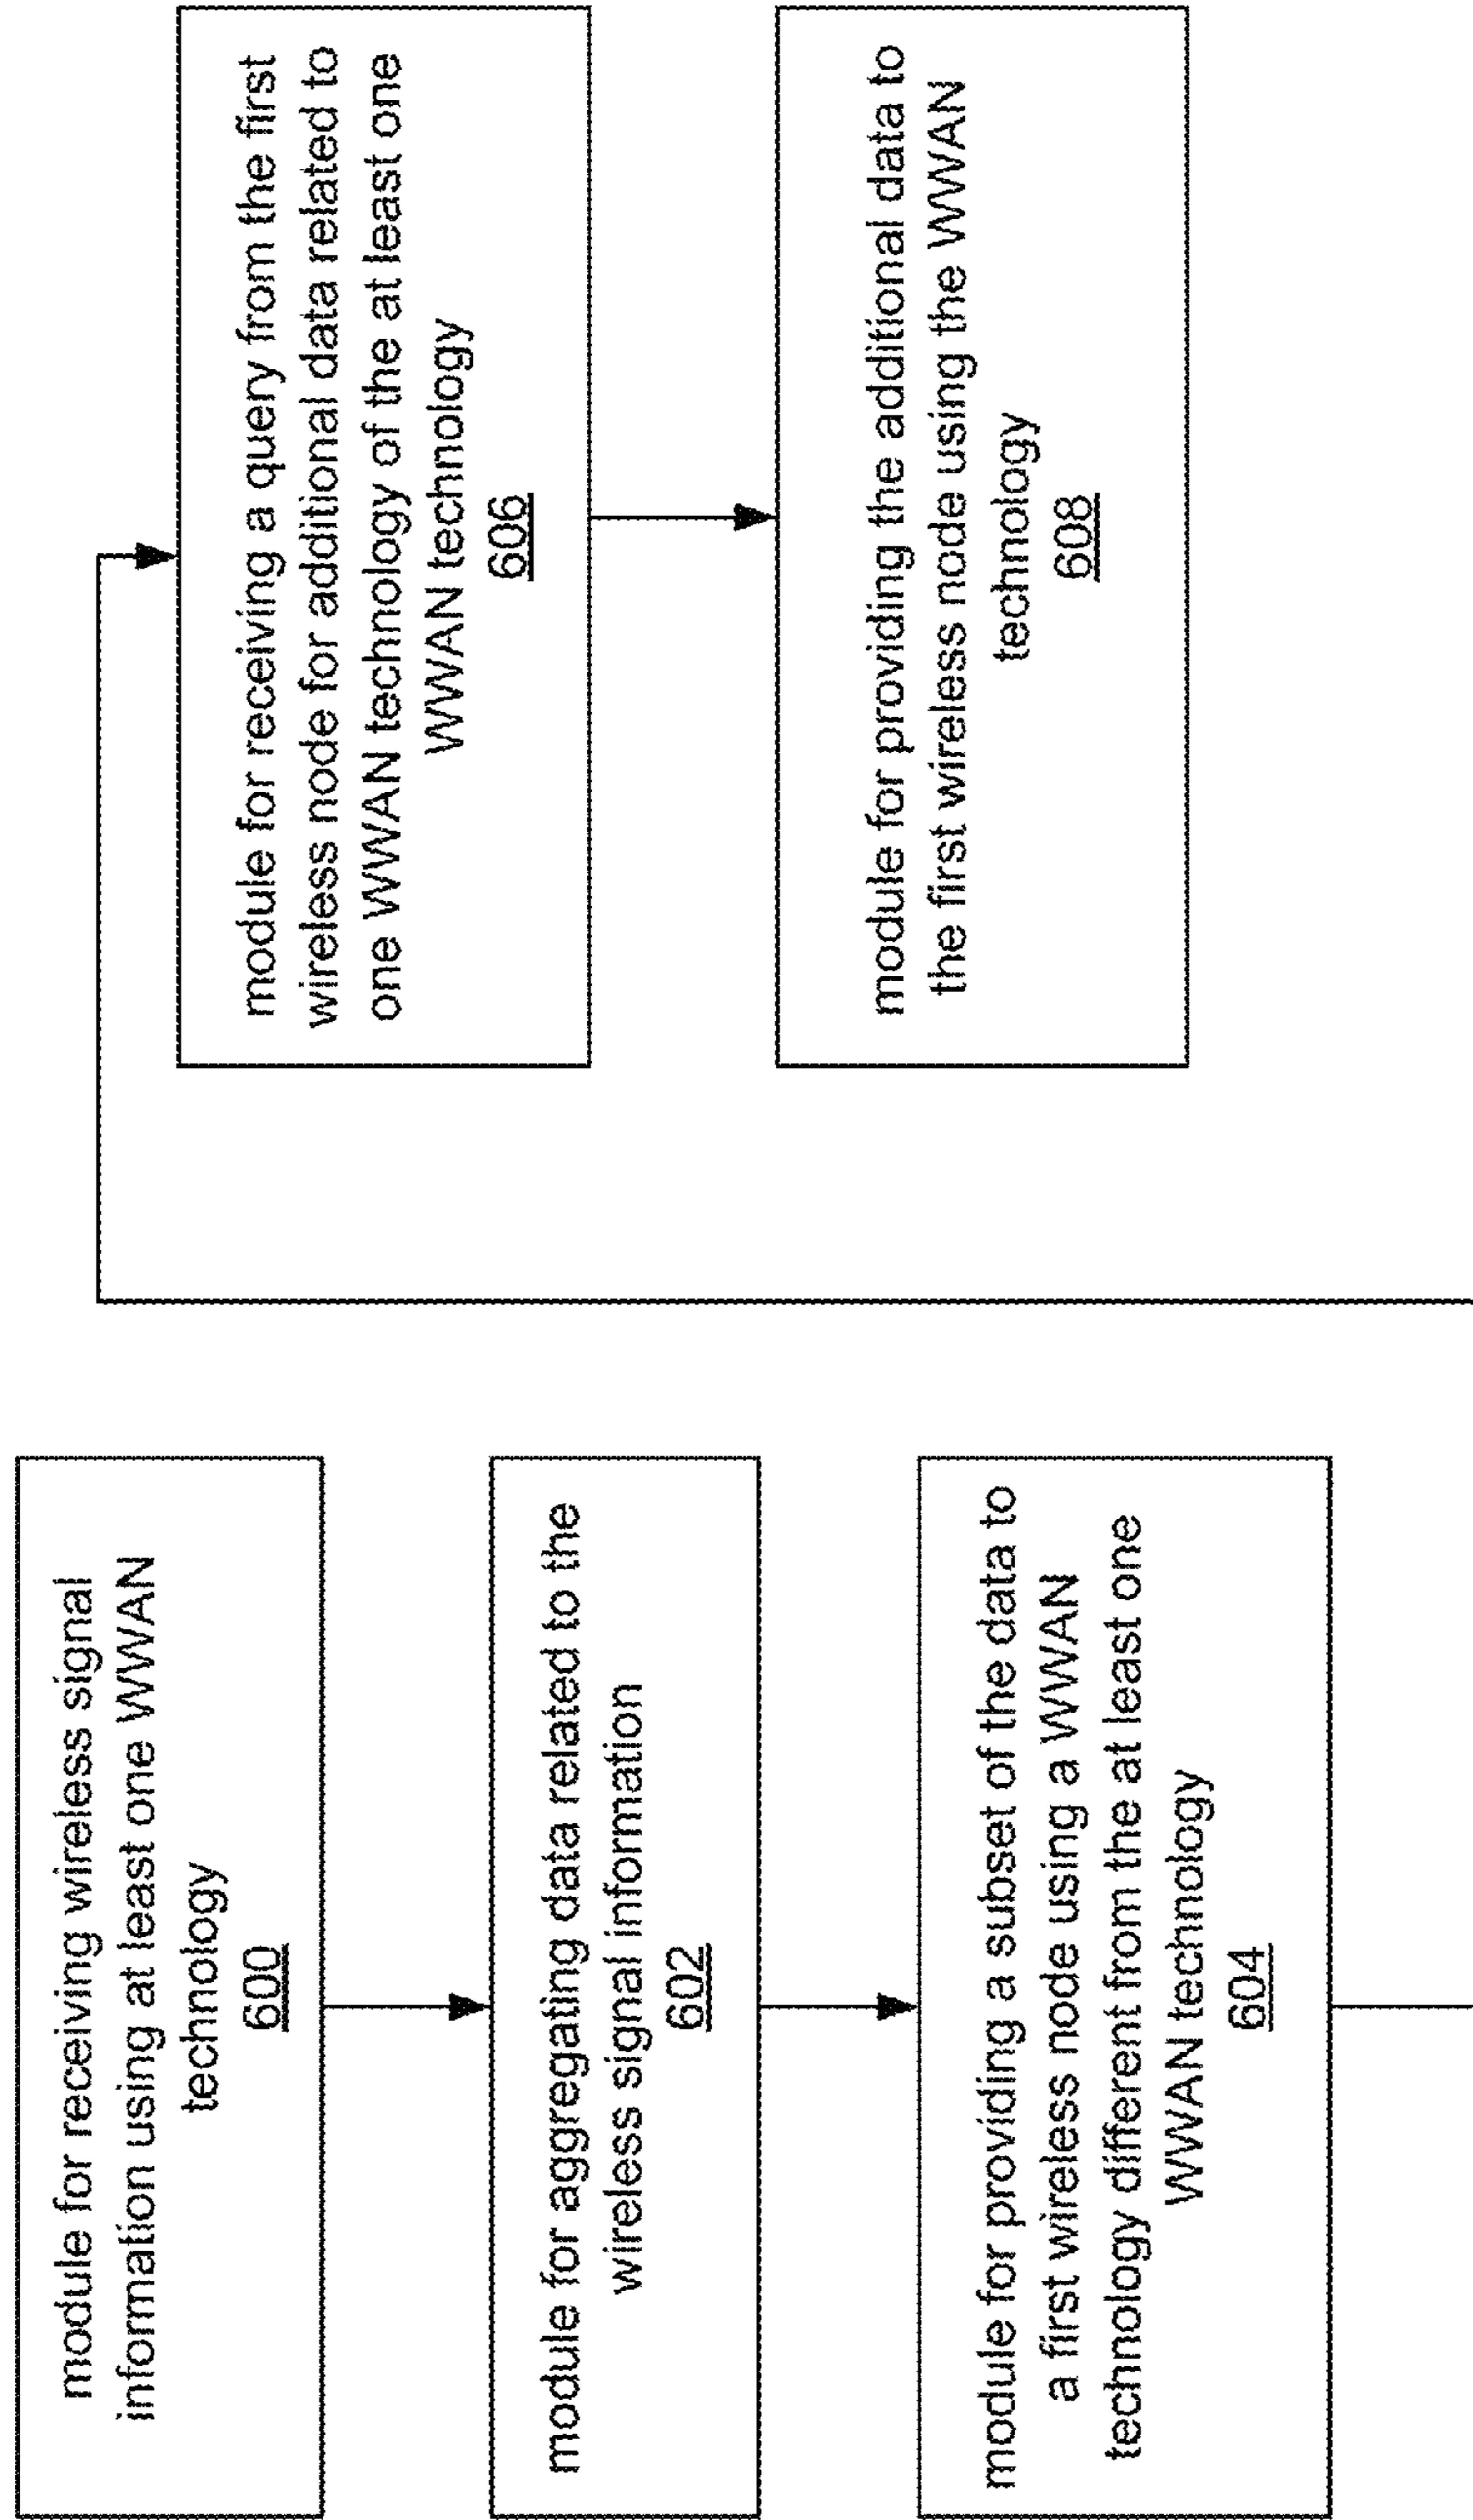 module for receiving wireless signal
information using at least one WWAN
technology
600
module for aggregating data related to the
wireless signal information
602
module for providing a subset of the data to
a first wireless node using a WWAN
technology different from the at least one
WWAN technology
604
module for receiving a query from the first
wireless node for additional data related to
one WWAN technology of the at least one
WWAN technology
606
module for providing the additional data to
the first wireless node using the WWAN
technology
608